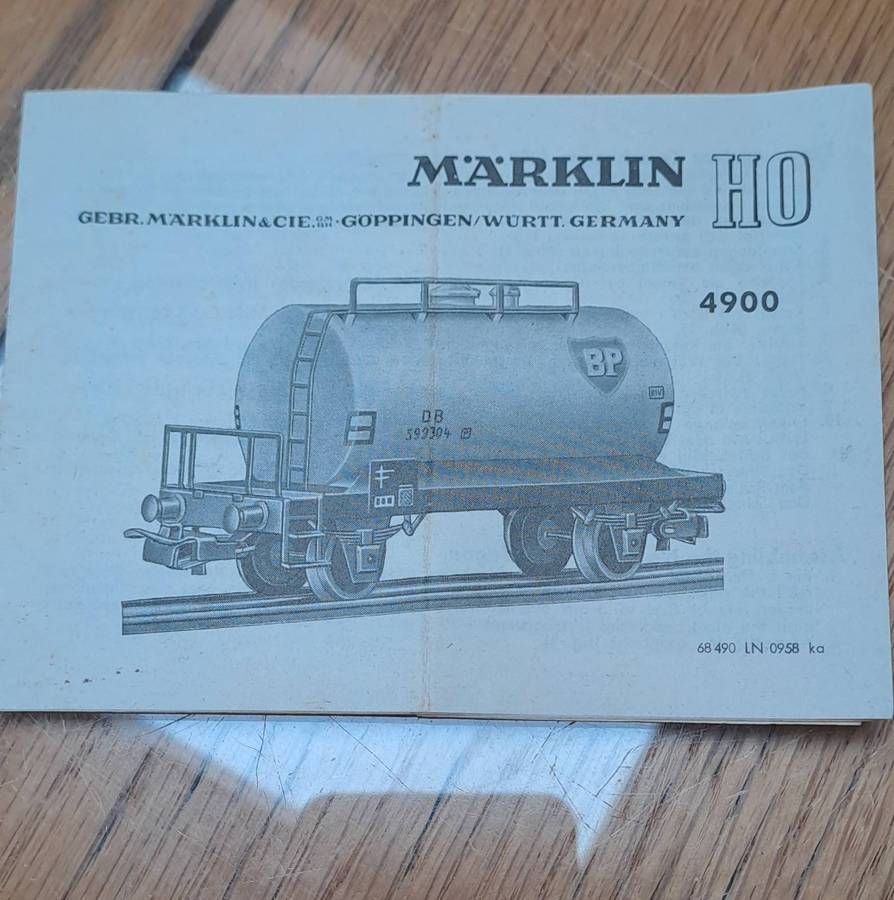 MÄRKLIN HO
GEBR. MÄRKLIN & CIE. GMBH · GÖPPINGEN/WÜRTT. GERMANY
4900
BP
DB
599304 P
68 490 LN 0958 ka